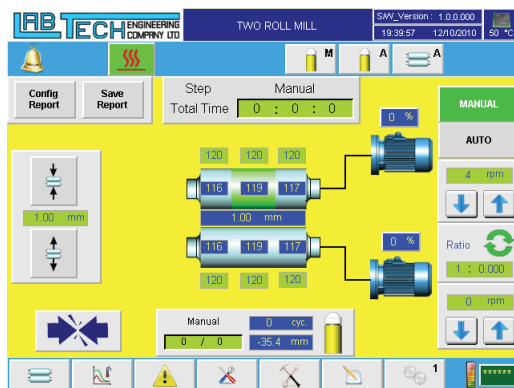 LAB TECH ENGINEERING COMPANY LTD
TWO ROLL MILL
S/W_Version : 1.0.0.000
19:39:57 12/10/2010 50 °C
M A A
Config Report
Save Report
Step Manual
Total Time 0 : 0 : 0
0 %
MANUAL
AUTO
120 120 120
116 119 117
4 rpm
1.00 mm
1.00 mm
116 119 117
120 120 120
0 %
Ratio
1 : 0.000
0 rpm
Manual 0 cyc.
0 / 0 -35.4 mm
1
******